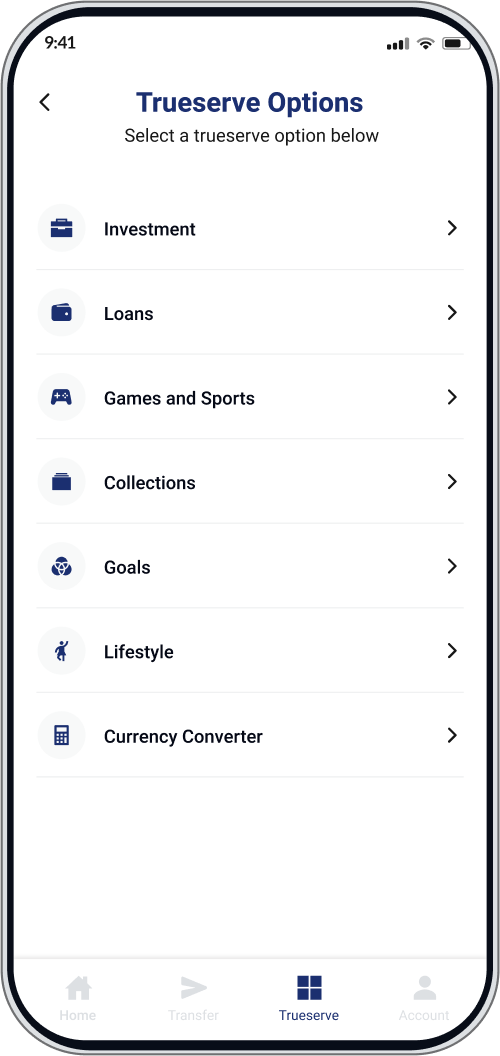 9:41
Trueserve Options
Select a trueserve option below
Investment
Loans
Games and Sports
Collections
Goals
Lifestyle
Currency Converter
Home
Transfer
Trueserve
Account